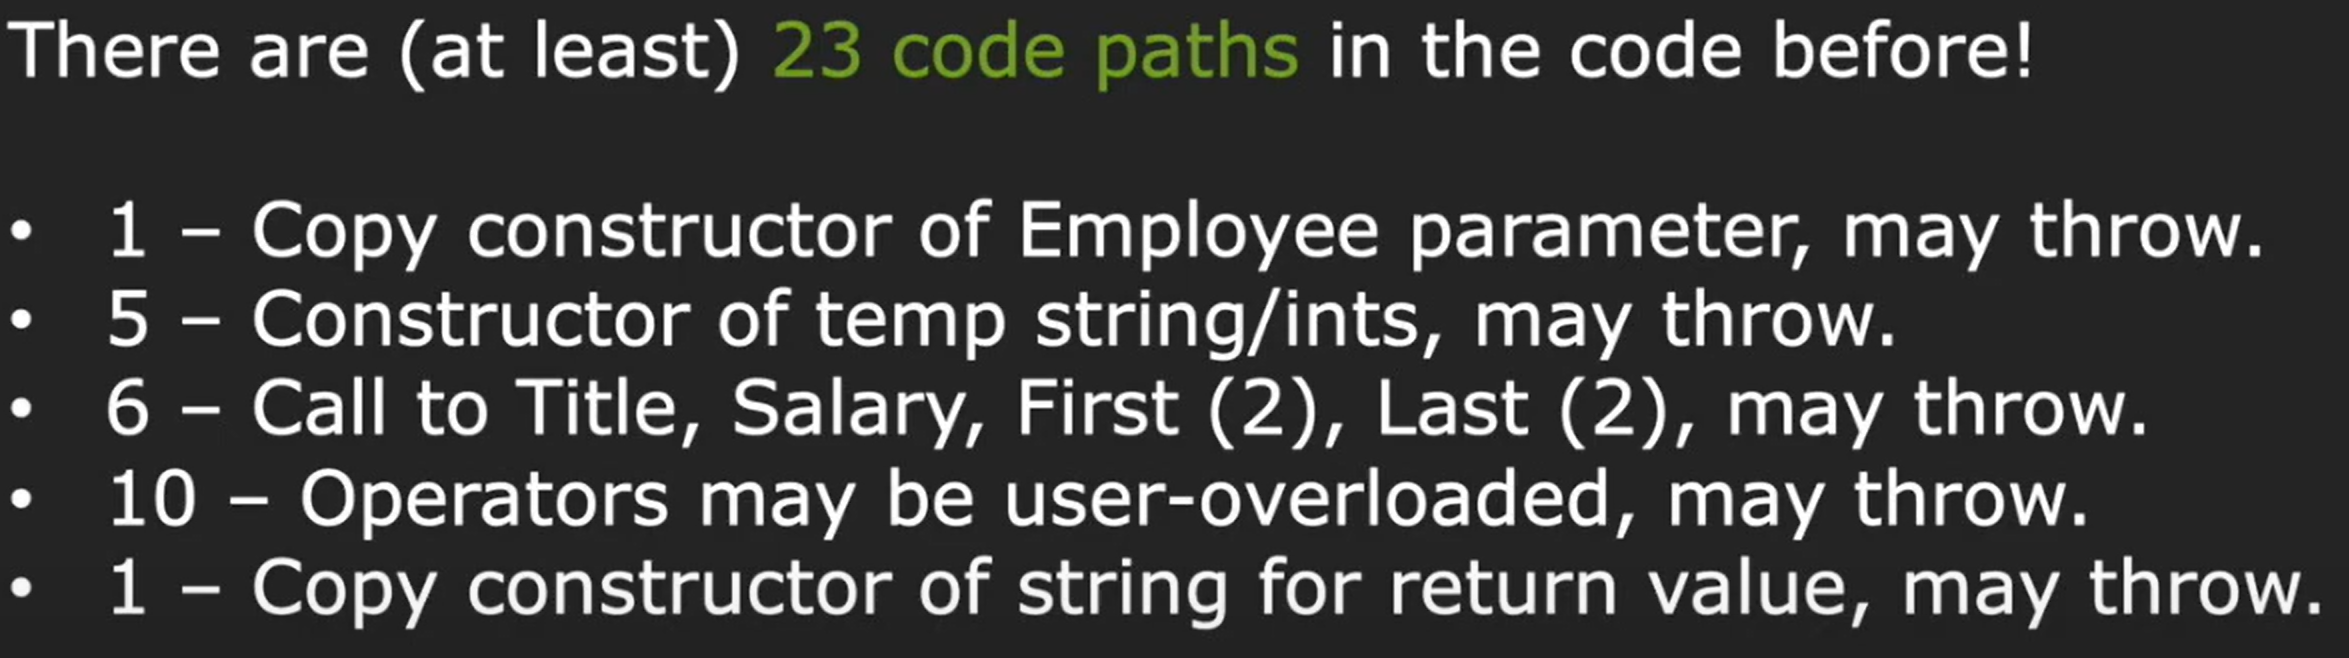 There are (at least) 23 code paths in the code before!
• 1 – Copy constructor of Employee parameter, may throw.
• 5 – Constructor of temp string/ints, may throw.
• 6 – Call to Title, Salary, First (2), Last (2), may throw.
• 10 – Operators may be user-overloaded, may throw.
• 1 – Copy constructor of string for return value, may throw.